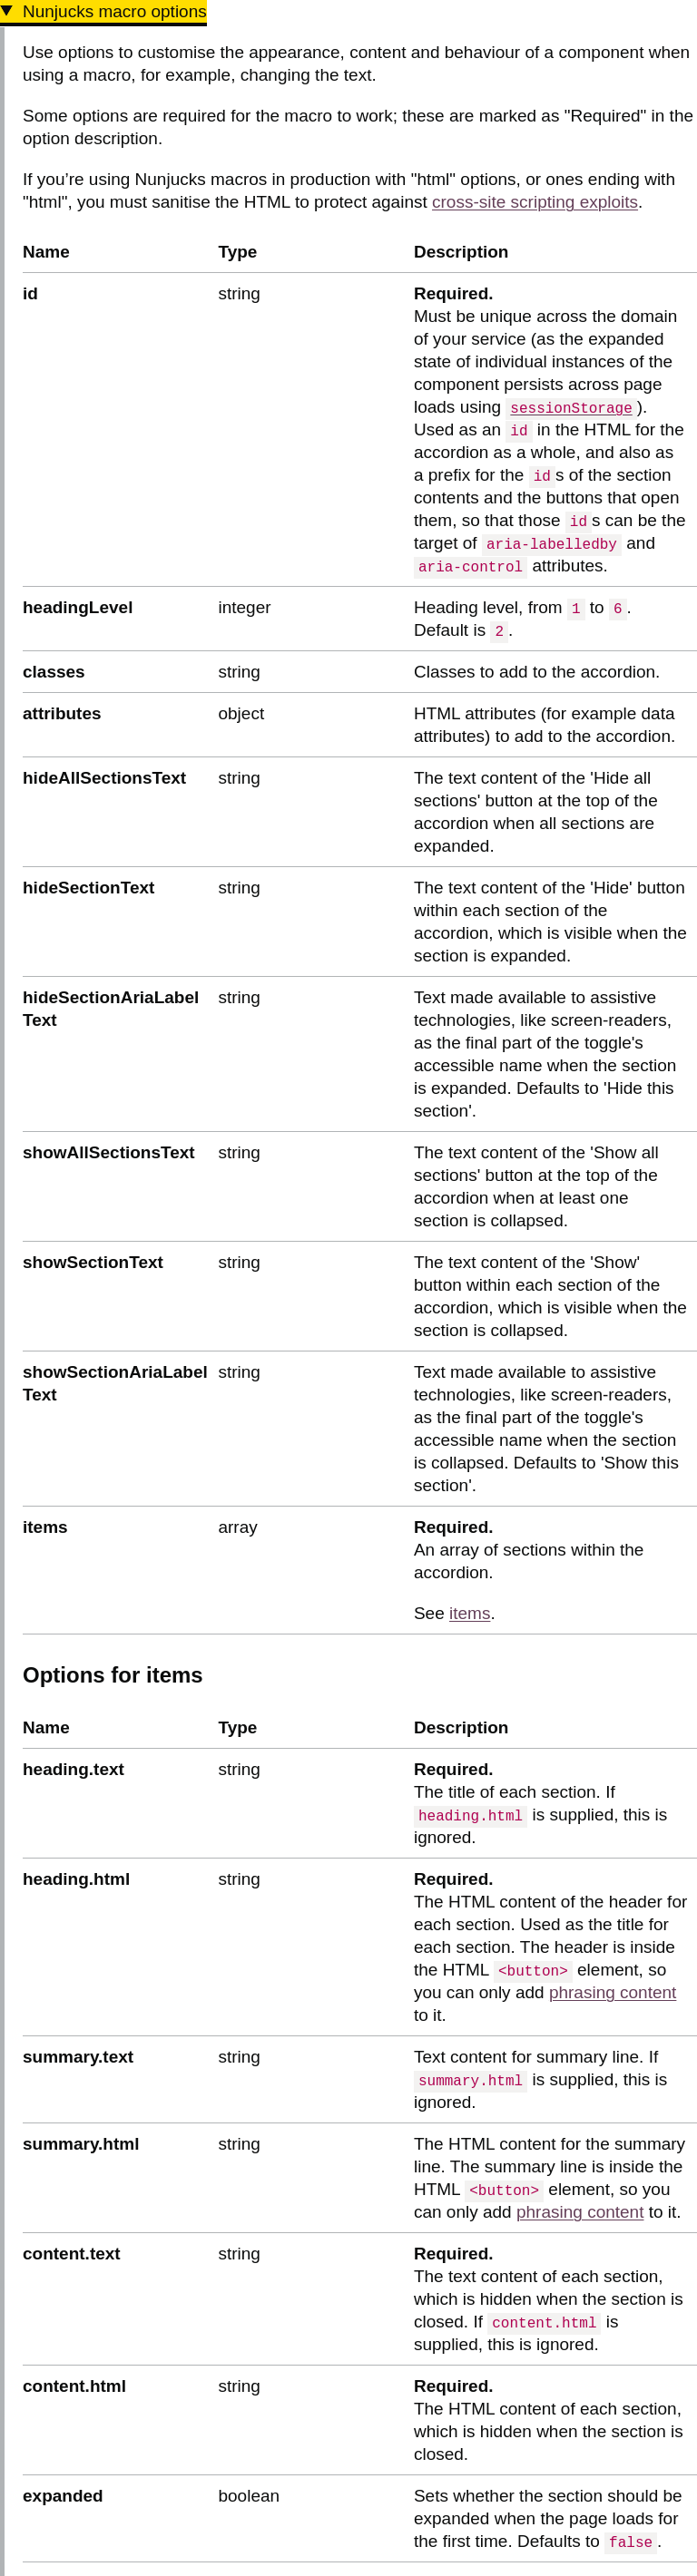 Nunjucks macro options
Use options to customise the appearance, content and behaviour of a component when
using a macro, for example, changing the text.
Some options are required for the macro to work; these are marked as "Required" in the
option description.
If you’re using Nunjucks macros in production with "html" options, or ones ending with
"html", you must sanitise the HTML to protect against cross-site scripting exploits.
Name Type Description
id string Required.
Must be unique across the domain
of your service (as the expanded
state of individual instances of the
component persists across page
loads using sessionStorage).
Used as an id in the HTML for the
accordion as a whole, and also as
a prefix for the ids of the section
contents and the buttons that open
them, so that those ids can be the
target of aria-labelledby and
aria-control attributes.
headingLevel integer Heading level, from 1 to 6.
Default is 2.
classes string Classes to add to the accordion.
attributes object HTML attributes (for example data
attributes) to add to the accordion.
hideAllSectionsText string The text content of the 'Hide all
sections' button at the top of the
accordion when all sections are
expanded.
hideSectionText string The text content of the 'Hide' button
within each section of the
accordion, which is visible when the
section is expanded.
hideSectionAriaLabel string Text made available to assistive
Text technologies, like screen-readers,
as the final part of the toggle's
accessible name when the section
is expanded. Defaults to 'Hide this
section'.
showAllSectionsText string The text content of the 'Show all
sections' button at the top of the
accordion when at least one
section is collapsed.
showSectionText string The text content of the 'Show'
button within each section of the
accordion, which is visible when the
section is collapsed.
showSectionAriaLabel string Text made available to assistive
Text technologies, like screen-readers,
as the final part of the toggle's
accessible name when the section
is collapsed. Defaults to 'Show this
section'.
items array Required.
An array of sections within the
accordion.
See items.
Options for items
Name Type Description
heading.text string Required.
The title of each section. If
heading.html is supplied, this is
ignored.
heading.html string Required.
The HTML content of the header for
each section. Used as the title for
each section. The header is inside
the HTML <button> element, so
you can only add phrasing content
to it.
summary.text string Text content for summary line. If
summary.html is supplied, this is
ignored.
summary.html string The HTML content for the summary
line. The summary line is inside the
HTML <button> element, so you
can only add phrasing content to it.
content.text string Required.
The text content of each section,
which is hidden when the section is
closed. If content.html is
supplied, this is ignored.
content.html string Required.
The HTML content of each section,
which is hidden when the section is
closed.
expanded boolean Sets whether the section should be
expanded when the page loads for
the first time. Defaults to false.